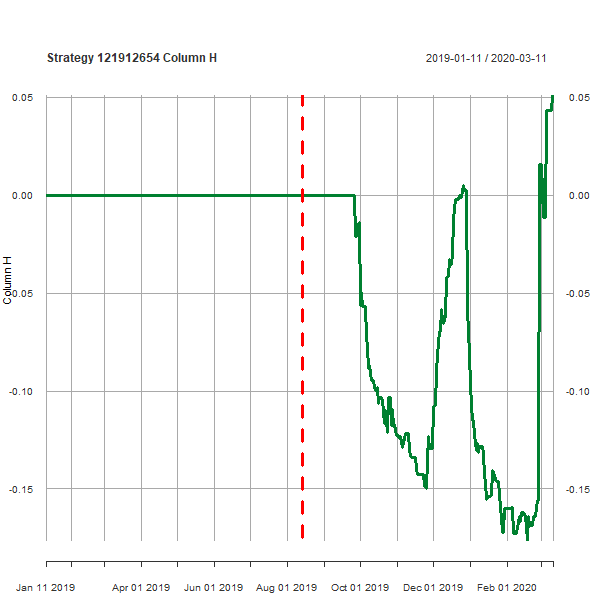 Strategy 121912654 Column H
2019-01-11 / 2020-03-11
0.05 0.05
0.00 0.00
-0.05 -0.05
-0.10 -0.10
-0.15 -0.15
Column H
Jan 11 2019 Apr 01 2019 Jun 01 2019 Aug 01 2019 Oct 01 2019 Dec 01 2019 Feb 01 2020